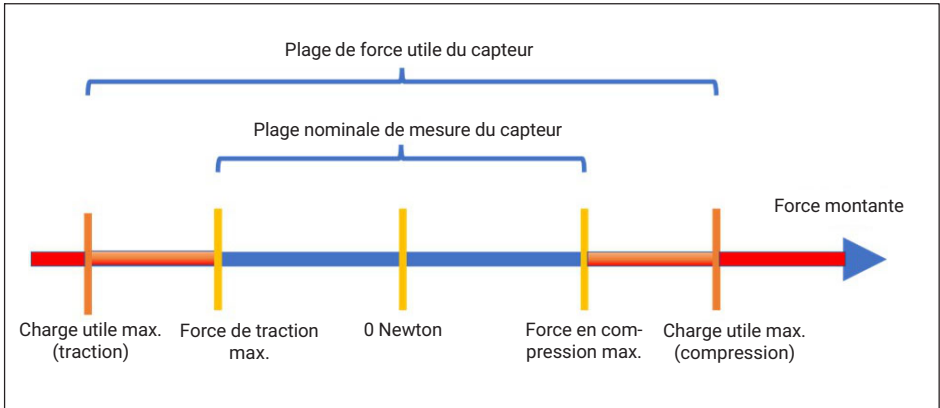 Plage de force utile du capteur
Plage nominale de mesure du capteur
Force montante
Charge utile max.
(traction)
Force de traction
max.
0 Newton
Force en com-
pression max.
Charge utile max.
(compression)